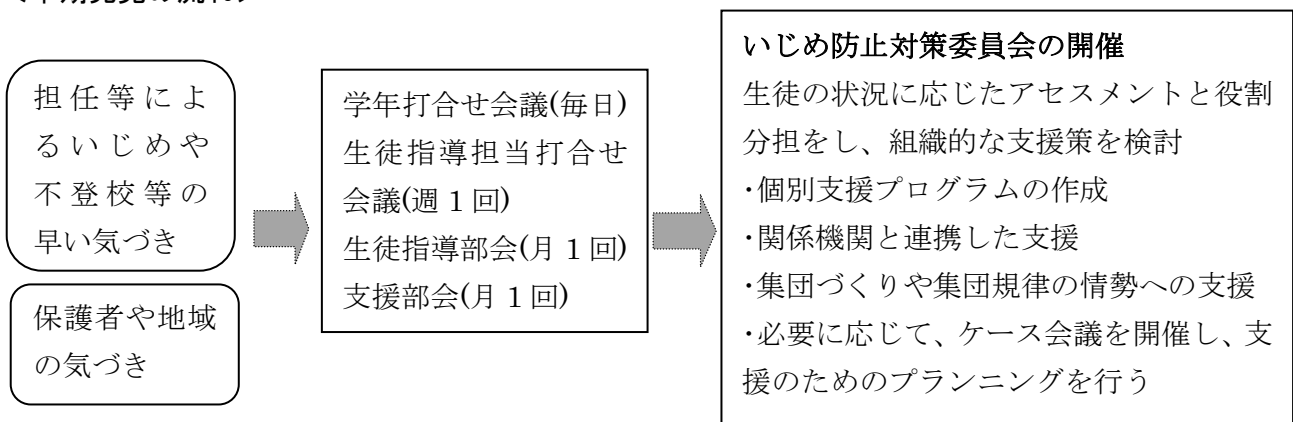 担任等によ
るいじめや
不登校等の
早い気づき
保護者や地域
の気づき
学年打合せ会議(毎日)
生徒指導担当打合せ
会議(週1回)
生徒指導部会(月1回)
支援部会(月1回)
いじめ防止対策委員会の開催
生徒の状況に応じたアセスメントと役割
分担をし、組織的な支援策を検討
・個別支援プログラムの作成
・関係機関と連携した支援
・集団づくりや集団規律の情勢への支援
・必要に応じて、ケース会議を開催し、支
援のためのプランニングを行う